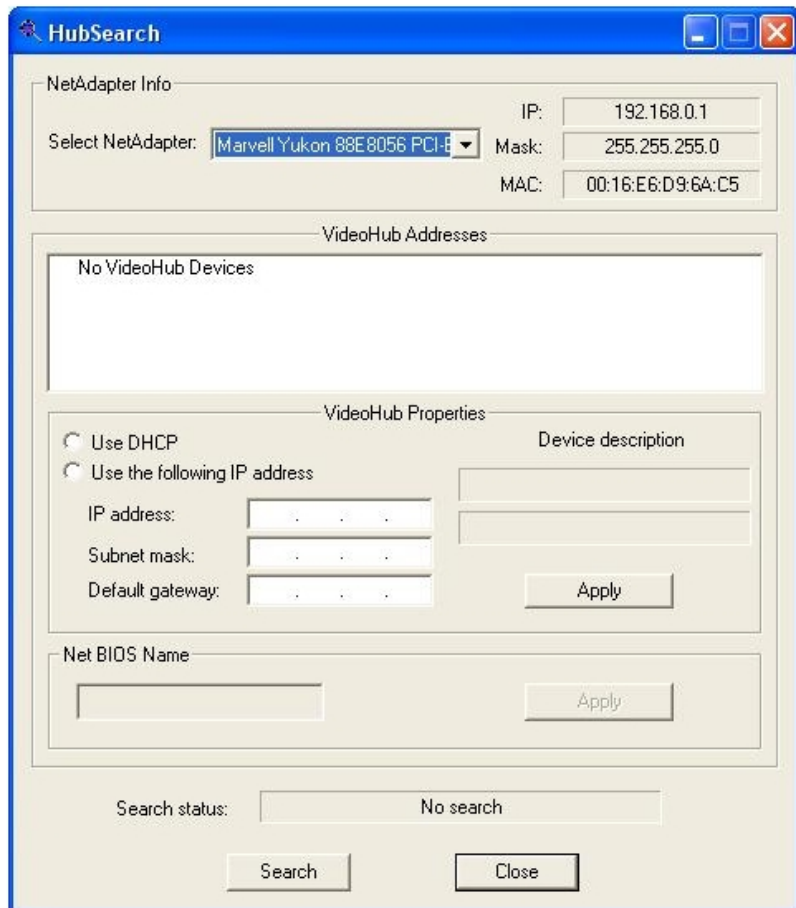 HubSearch
NetAdapter Info
IP: 192.168.0.1
Select NetAdapter: Marvell Yukon 88E8056 PCI-E
Mask: 255.255.255.0
MAC: 00:16:E6:D9:6A:C5
VideoHub Addresses
No VideoHub Devices
VideoHub Properties
Use DHCP
Device description
Use the following IP address
IP address: . . .
Subnet mask: . . .
Default gateway: . . .
Apply
Net BIOS Name
Apply
Search status: No search
Search Close